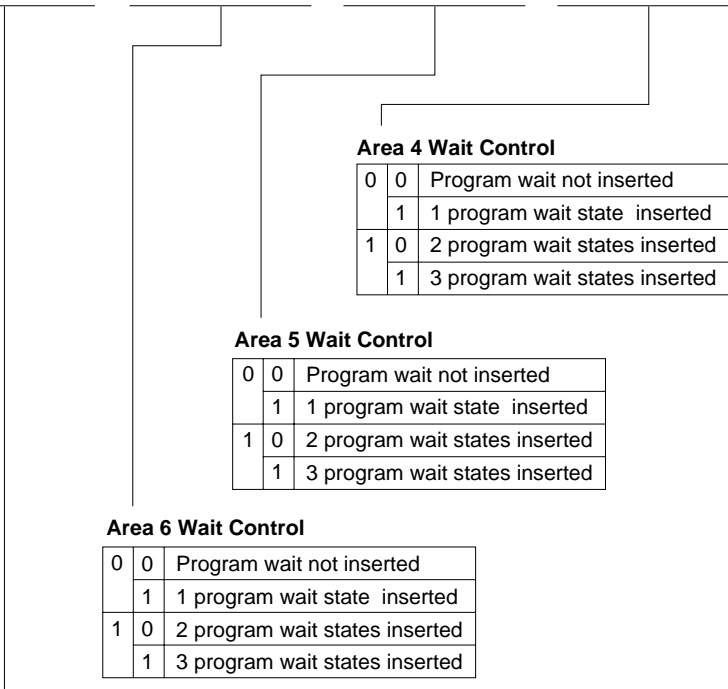 Area 4 Wait Control
0 0 Program wait not inserted
1 1 program wait state inserted
1 0 2 program wait states inserted
1 3 program wait states inserted
Area 5 Wait Control
0 0 Program wait not inserted
1 1 program wait state inserted
1 0 2 program wait states inserted
1 3 program wait states inserted
Area 6 Wait Control
0 0 Program wait not inserted
1 1 program wait state inserted
1 0 2 program wait states inserted
1 3 program wait states inserted